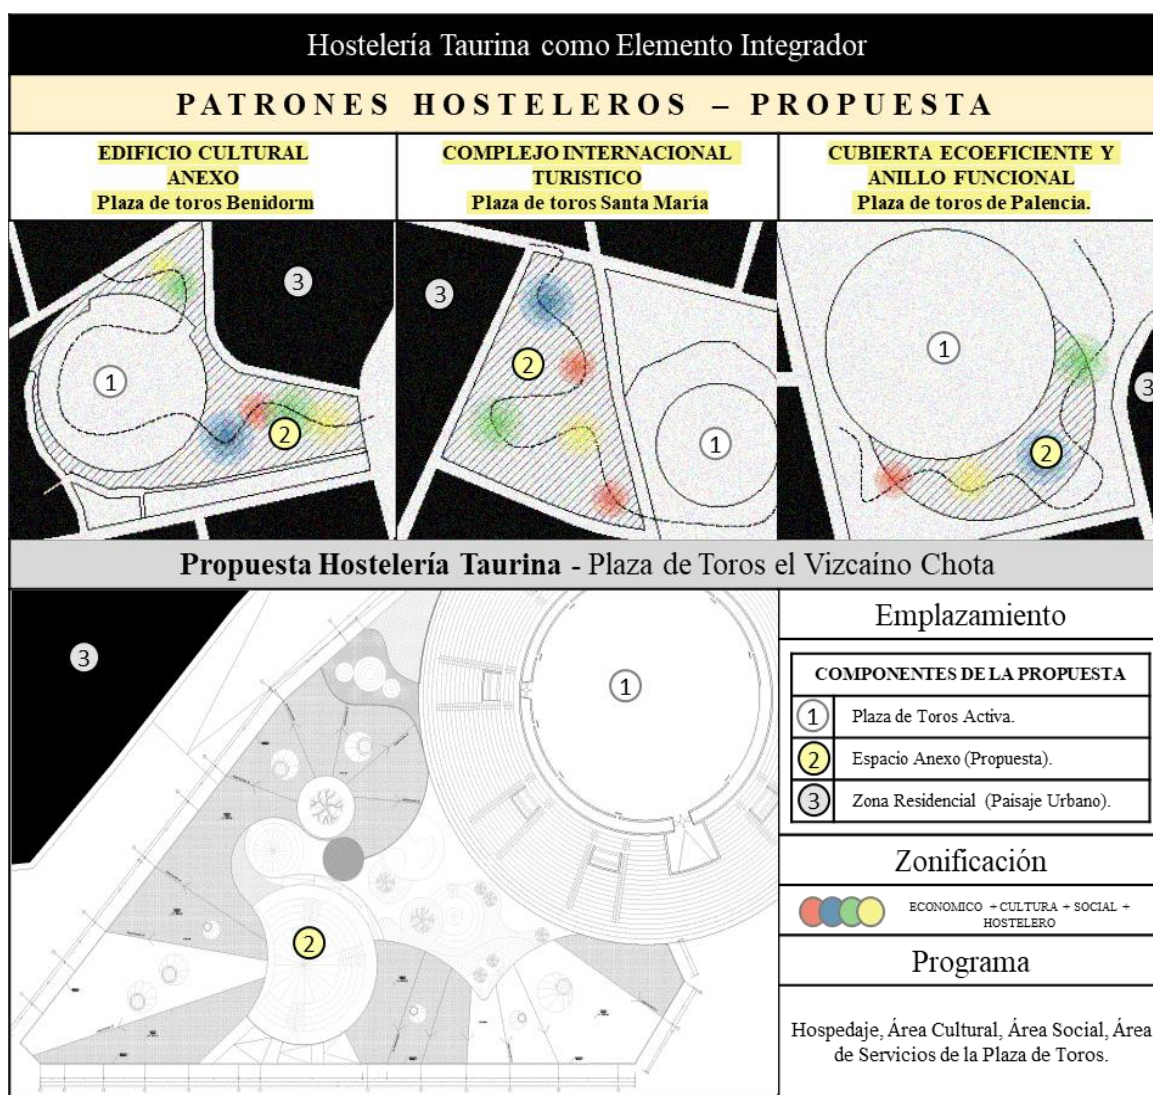 Hostelería Taurina como Elemento Integrador
PATRONES HOSTELEROS – PROPUESTA
EDIFICIO CULTURAL
ANEXO
Plaza de toros Benidorm
COMPLEJO INTERNACIONAL
TURISTICO
Plaza de toros Santa María
CUBIERTA ECOEFICIENTE Y
ANILLO FUNCIONAL
Plaza de toros de Palencia.
3
1
2
3
2
1
1
3
2
Propuesta Hostelería Taurina - Plaza de Toros el Vizcaíno Chota
3
1
2
Emplazamiento
COMPONENTES DE LA PROPUESTA
1 Plaza de Toros Activa.
2 Espacio Anexo (Propuesta).
3 Zona Residencial (Paisaje Urbano).
Zonificación
ECONOMICO + CULTURA + SOCIAL +
HOSTELERO
Programa
Hospedaje, Área Cultural, Área Social, Área
de Servicios de la Plaza de Toros.